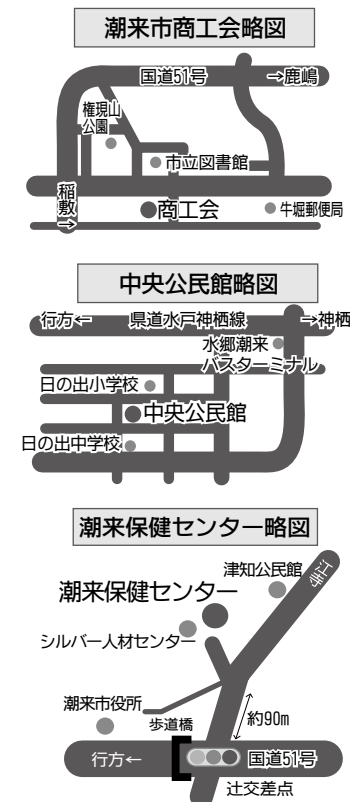 潮来市商工会略図
国道51号
→鹿嶋
権現山
公園
市立図書館
稲敷
→
商工会
牛堀郵便局
中央公民館略図
行方←
県道水戸神栖線
→神栖
水郷潮来
バスターミナル
日の出小学校
中央公民館
日の出中学校
潮来保健センター略図
津知公民館
潮来保健センター
シルバー人材センター
潮来市役所
歩道橋
約90m
行方←
国道51号
辻交差点